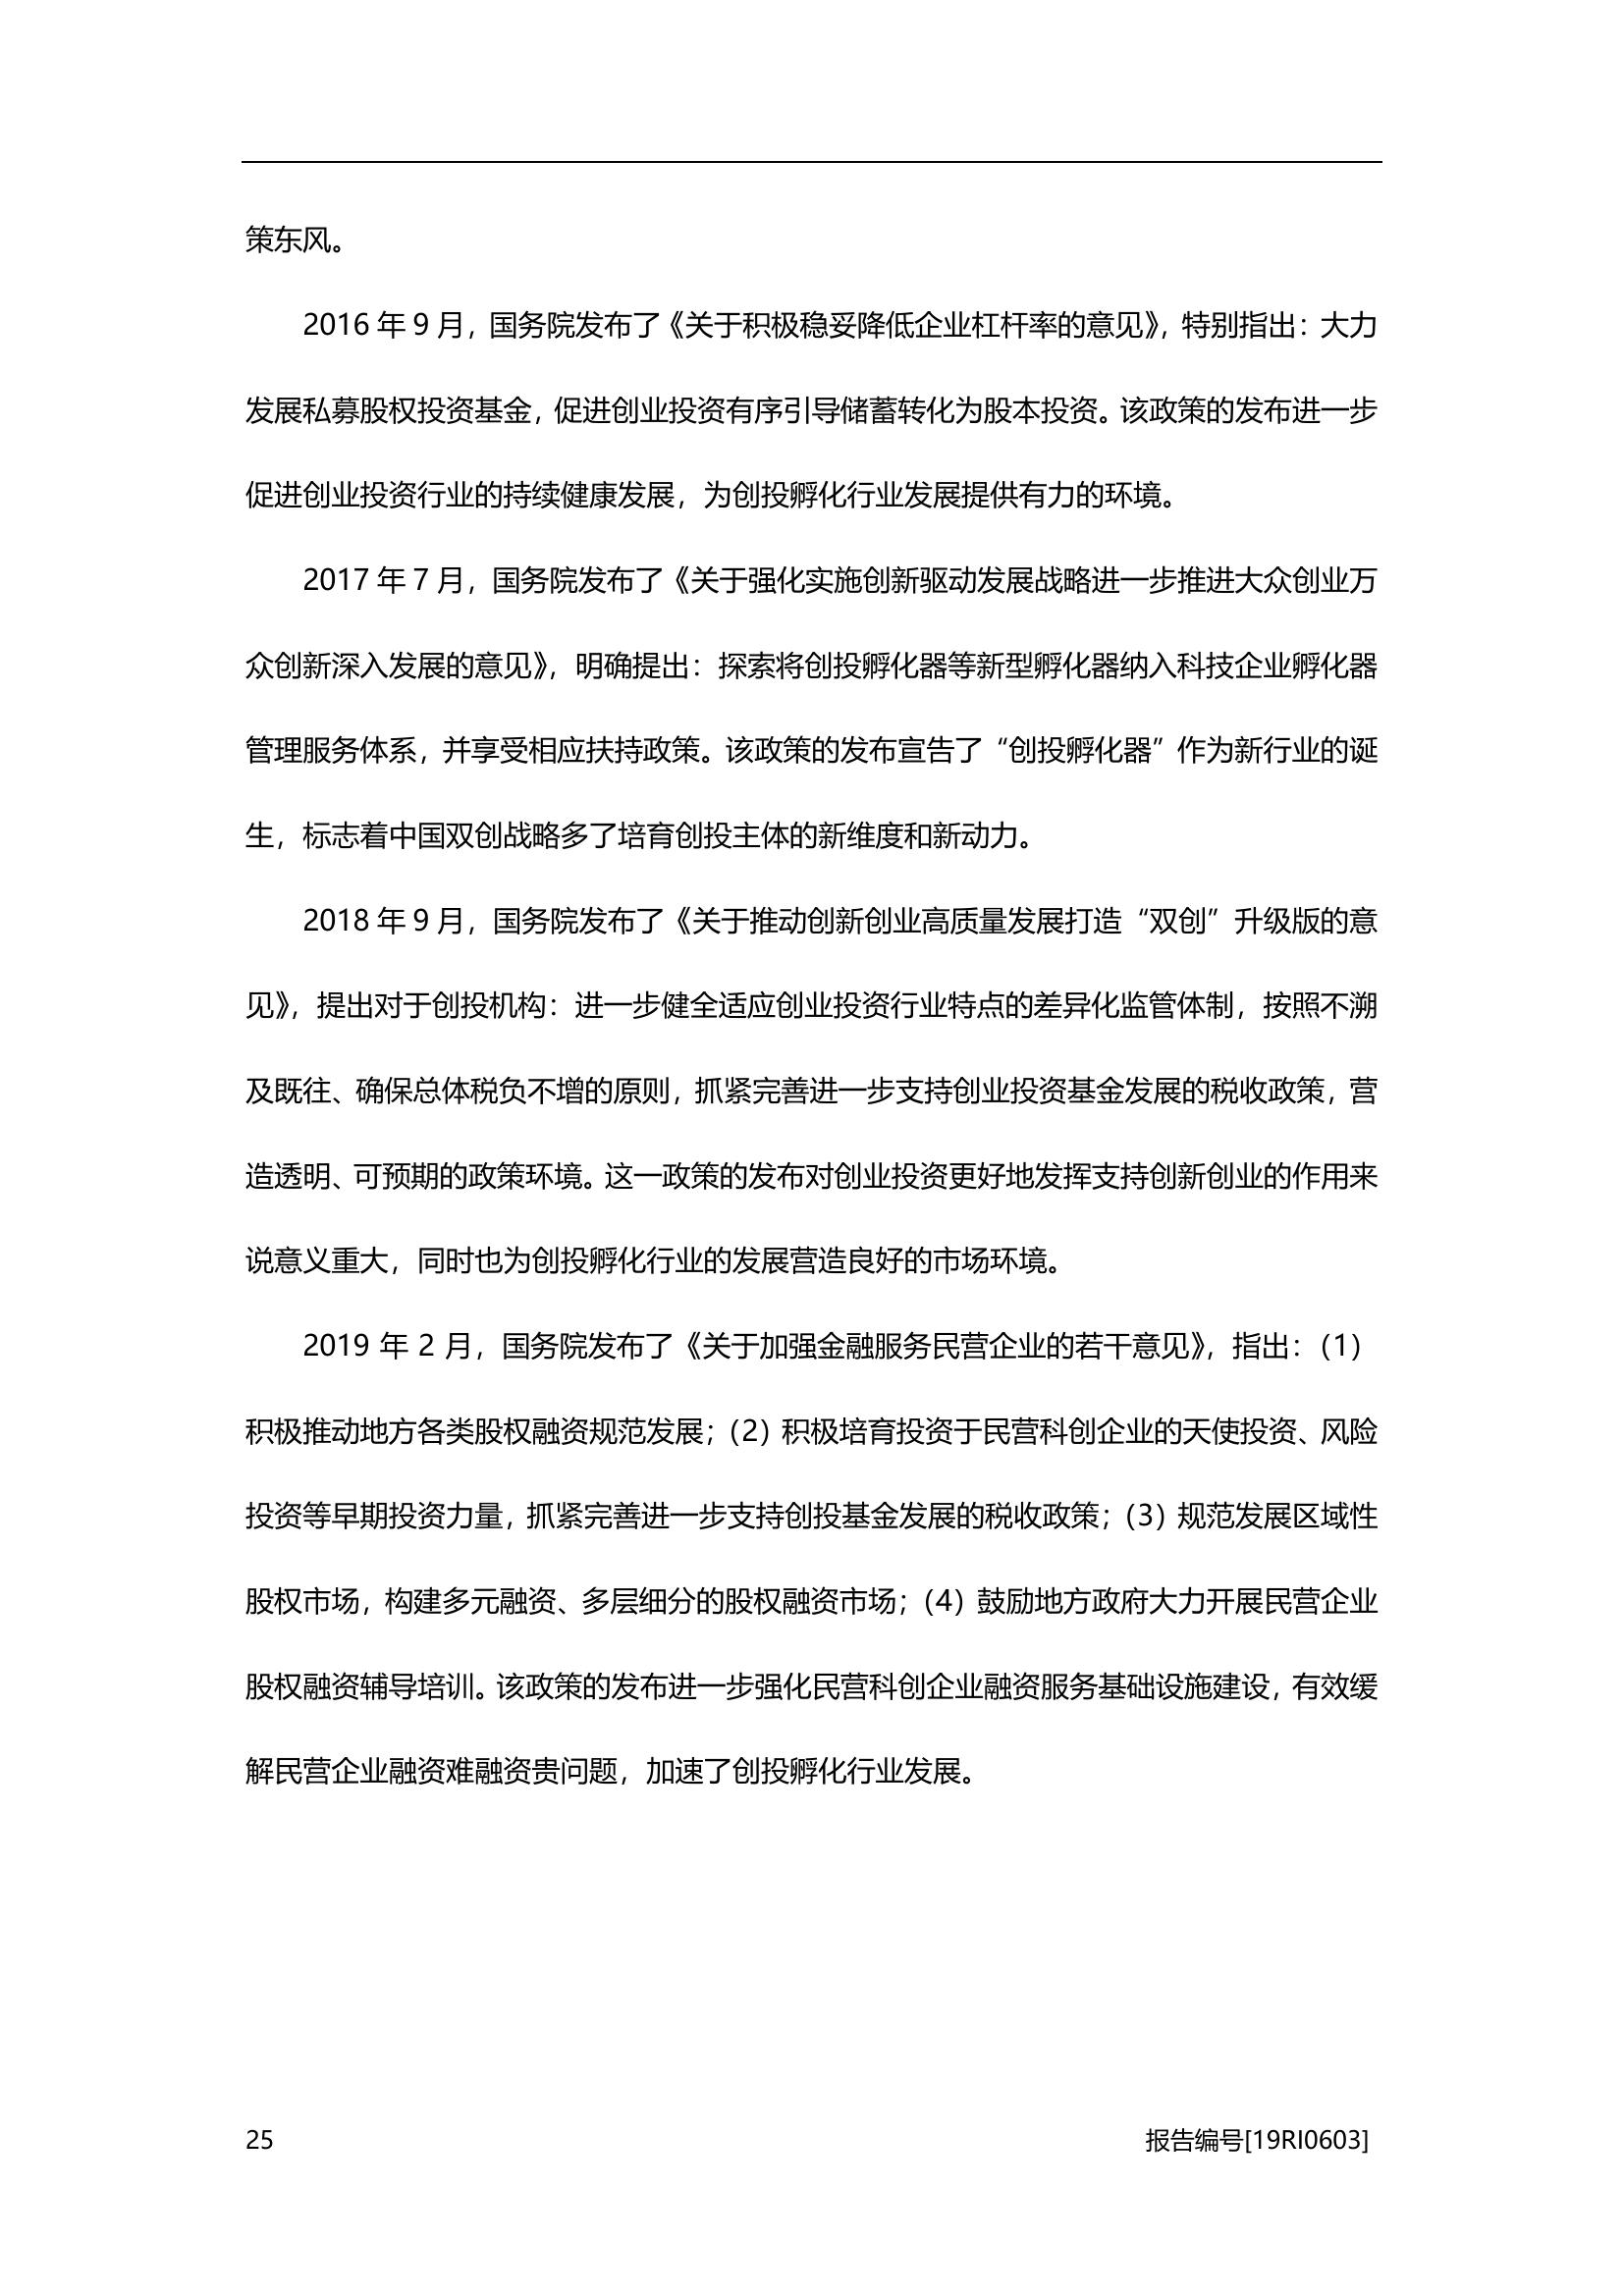 策东风。
2016 年 9 月，国务院发布了《关于积极稳妥降低企业杠杆率的意见》，特别指出：大力
发展私募股权投资基金，促进创业投资有序引导储蓄转化为股本投资。该政策的发布进一步
促进创业投资行业的持续健康发展，为创投孵化行业发展提供有力的环境。
2017 年 7 月，国务院发布了《关于强化实施创新驱动发展战略进一步推进大众创业万
众创新深入发展的意见》，明确提出：探索将创投孵化器等新型孵化器纳入科技企业孵化器
管理服务体系，并享受相应扶持政策。该政策的发布宣告了“创投孵化器”作为新行业的诞
生，标志着中国双创战略多了培育创投主体的新维度和新动力。
2018 年 9 月，国务院发布了《关于推动创新创业高质量发展打造“双创”升级版的意
见》，提出对于创投机构：进一步健全适应创业投资行业特点的差异化监管体制，按照不溯
及既往、确保总体税负不增的原则，抓紧完善进一步支持创业投资基金发展的税收政策，营
造透明、可预期的政策环境。这一政策的发布对创业投资更好地发挥支持创新创业的作用来
说意义重大，同时也为创投孵化行业的发展营造良好的市场环境。
2019 年 2 月，国务院发布了《关于加强金融服务民营企业的若干意见》，指出：（1）
积极推动地方各类股权融资规范发展；（2）积极培育投资于民营科创企业的天使投资、风险
投资等早期投资力量，抓紧完善进一步支持创投基金发展的税收政策；（3）规范发展区域性
股权市场，构建多元融资、多层细分的股权融资市场；（4）鼓励地方政府大力开展民营企业
股权融资辅导培训。该政策的发布进一步强化民营科创企业融资服务基础设施建设，有效缓
解民营企业融资难融资贵问题，加速了创投孵化行业发展。
25 报告编号[19RI0603]